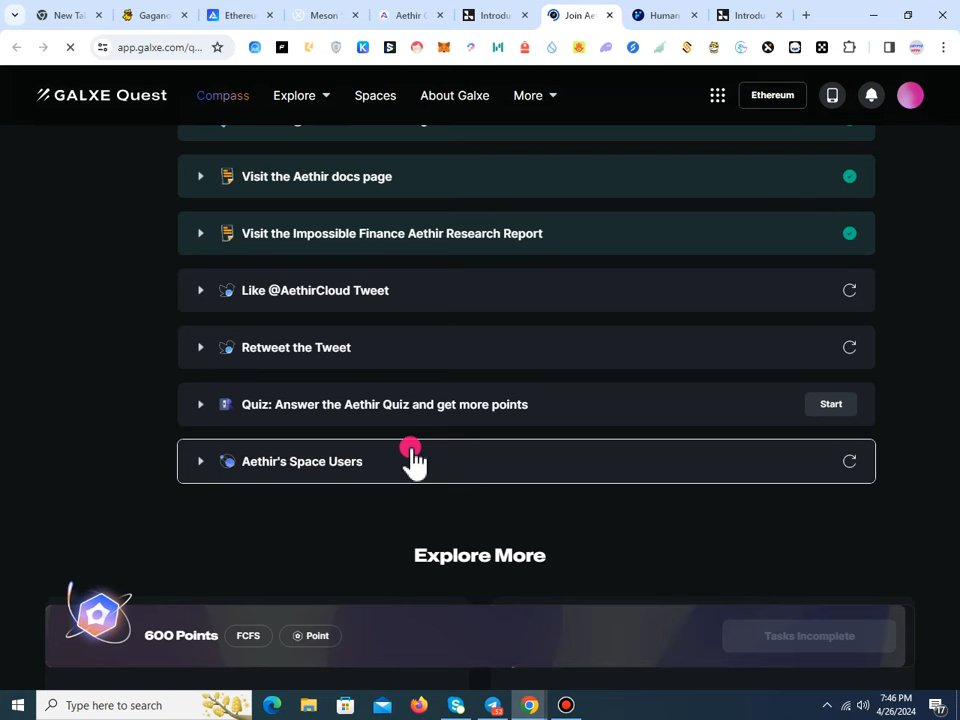 New Tal
Gagano
Ethereu
Meson
Aethir
Introdu
Join Ae
Human
Introdu
app.galxe.com/q...
GALXE Quest
Compass
Explore
Spaces
About Galxe
More
Ethereum
Visit the Aethir docs page
Visit the Impossible Finance Aethir Research Report
Like @AethirCloud Tweet
Retweet the Tweet
Quiz: Answer the Aethir Quiz and get more points
Start
Aethir's Space Users
Explore More
600 Points
FCFS
Point
Tasks Incomplete
Type here to search
12
7:46 PM
4/26/2024
17